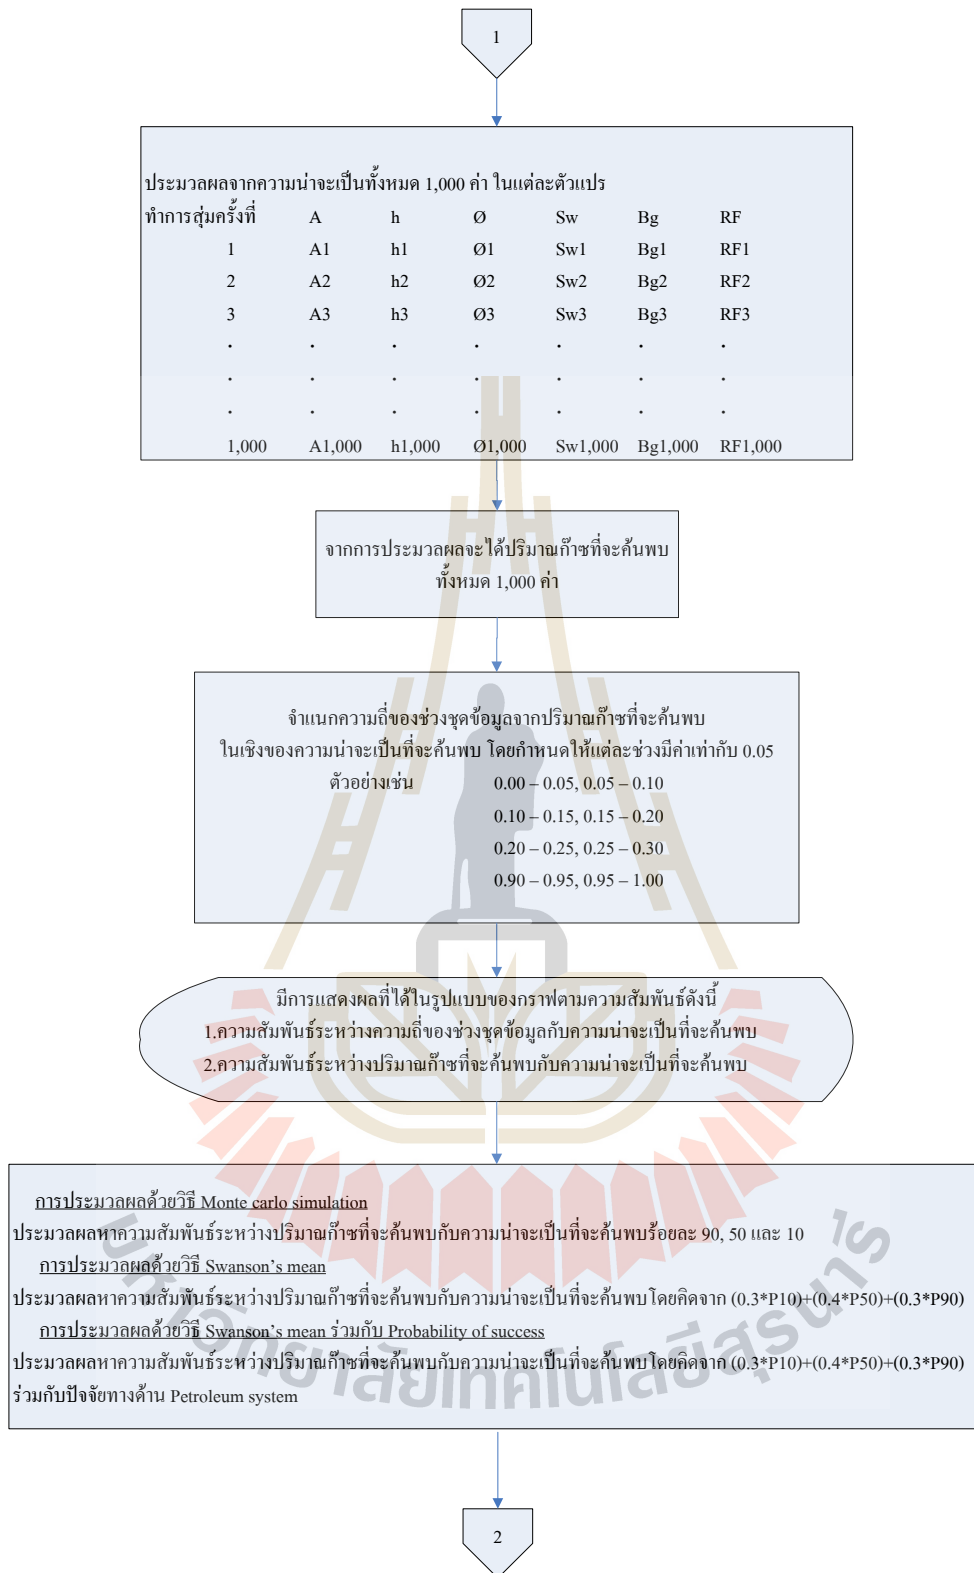 1
ประมวลผลจากความน่าจะเป็นทั้งหมด 1,000 ค่า ในแต่ละตัวแปร
ทำการสุ่มครั้งที่ A h Ø Sw Bg RF
1 A1 h1 Ø1 Sw1 Bg1 RF1
2 A2 h2 Ø2 Sw2 Bg2 RF2
3 A3 h3 Ø3 Sw3 Bg3 RF3
. . . . . . .
. . . . . . .
. . . . . . .
1,000 A1,000 h1,000 Ø1,000 Sw1,000 Bg1,000 RF1,000
จากการประมวลผลจะได้ปริมาณก๊าซที่จะค้นพบ
ทั้งหมด 1,000 ค่า
จำแนกความถี่ของช่วงชุดข้อมูลจากปริมาณก๊าซที่จะค้นพบ
ในเชิงของความน่าจะเป็นที่จะค้นพบ โดยกำหนดให้แต่ละช่วงมีค่าเท่ากับ 0.05
ตัวอย่างเช่น 0.00 – 0.05, 0.05 – 0.10
0.10 – 0.15, 0.15 – 0.20
0.20 – 0.25, 0.25 – 0.30
0.90 – 0.95, 0.95 – 1.00
มีการแสดงผลที่ได้ในรูปแบบของกราฟตามความสัมพันธ์ดังนี้
1.ความสัมพันธ์ระหว่างความถี่ของช่วงชุดข้อมูลกับความน่าจะเป็นที่จะค้นพบ
2.ความสัมพันธ์ระหว่างปริมาณก๊าซที่จะค้นพบกับความน่าจะเป็นที่จะค้นพบ
การประมวลผลด้วยวิธี Monte carlo simulation
ประมวลผลหาความสัมพันธ์ระหว่างปริมาณก๊าซที่จะค้นพบกับความน่าจะเป็นที่จะค้นพบร้อยละ 90, 50 และ 10
การประมวลผลด้วยวิธี Swanson’s mean
ประมวลผลหาความสัมพันธ์ระหว่างปริมาณก๊าซที่จะค้นพบกับความน่าจะเป็นที่จะค้นพบ โดยคิดจาก (0.3*P10)+(0.4*P50)+(0.3*P90)
การประมวลผลด้วยวิธี Swanson’s mean ร่วมกับ Probability of success
ประมวลผลหาความสัมพันธ์ระหว่างปริมาณก๊าซที่จะค้นพบกับความน่าจะเป็นที่จะค้นพบ โดยคิดจาก (0.3*P10)+(0.4*P50)+(0.3*P90)
ร่วมกับปัจจัยทางด้าน Petroleum system
มหาวิทยาลัยเทคโนโลยีสุรนารี
2